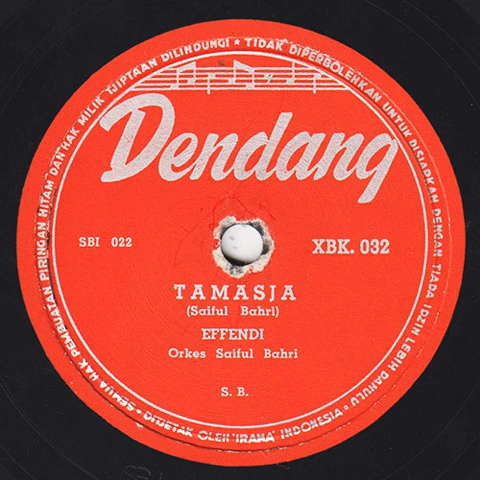 Dendang
SBI 022
XBK. 032
TAMASJA
(Saiful Bahri)
EFFENDI
Orkes Saiful Bahri
S. B.
* SEMUA HAK PEMBUATAN PIRINGAN HITAM DAN HAK MILIK TJIPTAAN DILINDUNGI * TIDAK DIPERBOLEHKAN UNTUK DISIARKAN DENGAN TIADA IDZIN LEBIH DAHULU *
DITJETAK OLEH 'IRAMA' INDONESIA